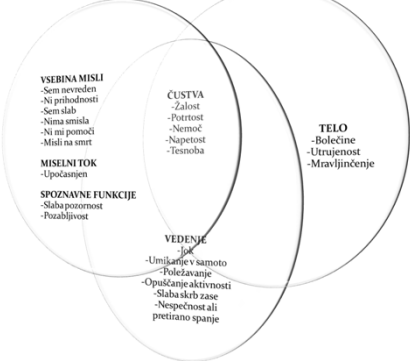 VSEBINA MISLI
-Sem nevreden
-Ni prihodnosti
-Sem slab
-Nima smisla
-Ni mi pomoči
-Misli na smrt
MISELNI TOK
-Upočasnjen
SPOZNAVNE FUNKCIJE
-Slaba pozornost
-Pozabljivost
ČUSTVA
-Žalost
-Potrtost
-Nemoč
-Napetost
-Tesnoba
TELO
-Bolečine
-Utrujenost
-Mravljinčenje
VEDENJE
-Jok
-Umikanje v samoto
-Poležavanje
-Opuščanje aktivnosti
-Slaba skrb zase
-Nespečnost ali
pretirano spanje